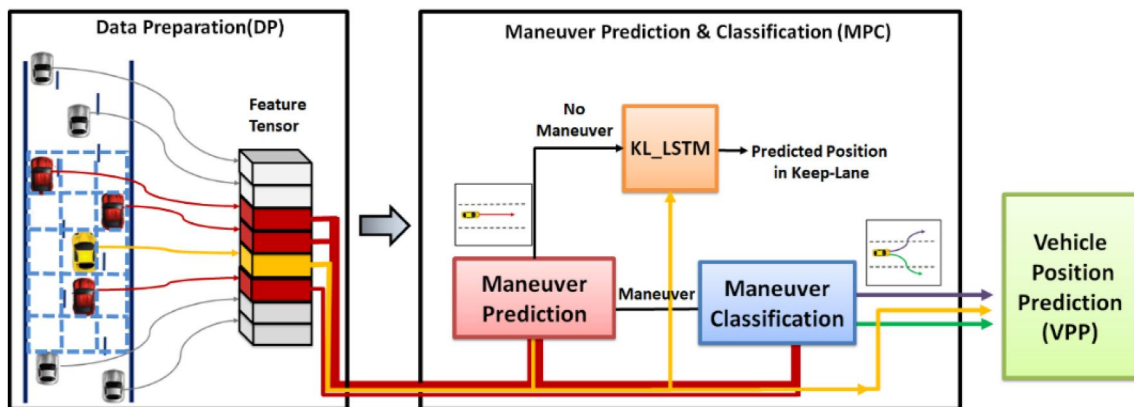 Data Preparation(DP)
Feature
Tensor
Maneuver Prediction & Classification (MPC)
No
Maneuver
KL_LSTM
Predicted Position
in Keep-Lane
Maneuver
Prediction
Maneuver
Maneuver
Classification
Vehicle
Position
Prediction
(VPP)